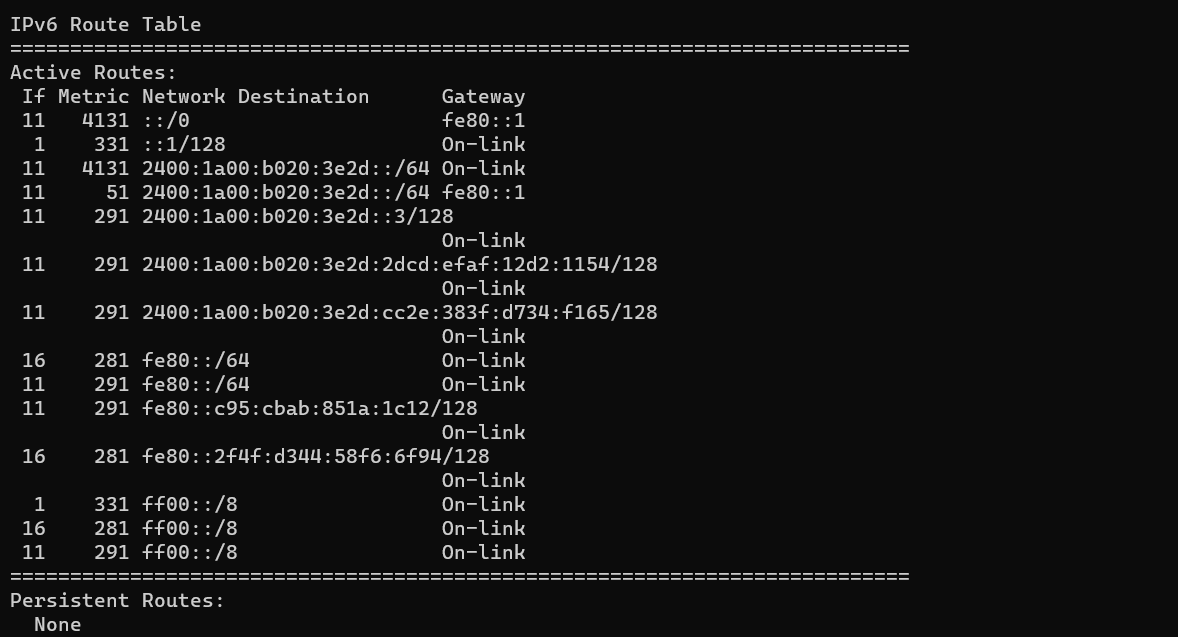 IPv6 Route Table
===========================================================================
Active Routes:
 If Metric Network Destination      Gateway
 11   4131 ::/0                     fe80::1
  1    331 ::1/128                  On-link
 11   4131 2400:1a00:b020:3e2d::/64 On-link
 11     51 2400:1a00:b020:3e2d::/64 fe80::1
 11    291 2400:1a00:b020:3e2d::3/128
                                    On-link
 11    291 2400:1a00:b020:3e2d:2dcd:efaf:12d2:1154/128
                                    On-link
 11    291 2400:1a00:b020:3e2d:cc2e:383f:d734:f165/128
                                    On-link
 16    281 fe80::/64                On-link
 11    291 fe80::/64                On-link
 11    291 fe80::c95:cbab:851a:1c12/128
                                    On-link
 16    281 fe80::2f4f:d344:58f6:6f94/128
                                    On-link
  1    331 ff00::/8                 On-link
 16    281 ff00::/8                 On-link
 11    291 ff00::/8                 On-link
===========================================================================
Persistent Routes:
  None